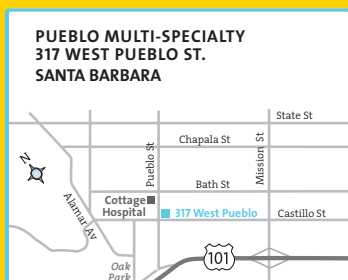 PUEBLO MULTI-SPECIALTY
317 WEST PUEBLO ST.
SANTA BARBARA
State St
Chapala St
Pueblo St
Mission St
N
Bath St
Alamar Av
Cottage
Hospital
317 West Pueblo
Castillo St
101
Oak
Park